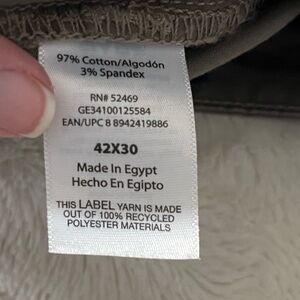 97% Cotton/Algodón
3% Spandex
RN# 52469
GE34100125584
EAN/UPC 8 8942419886
42X30
Made In Egypt
Hecho En Egipto
THIS LABEL YARN IS MADE
OUT OF 100% RECYCLED
POLYESTER MATERIALS